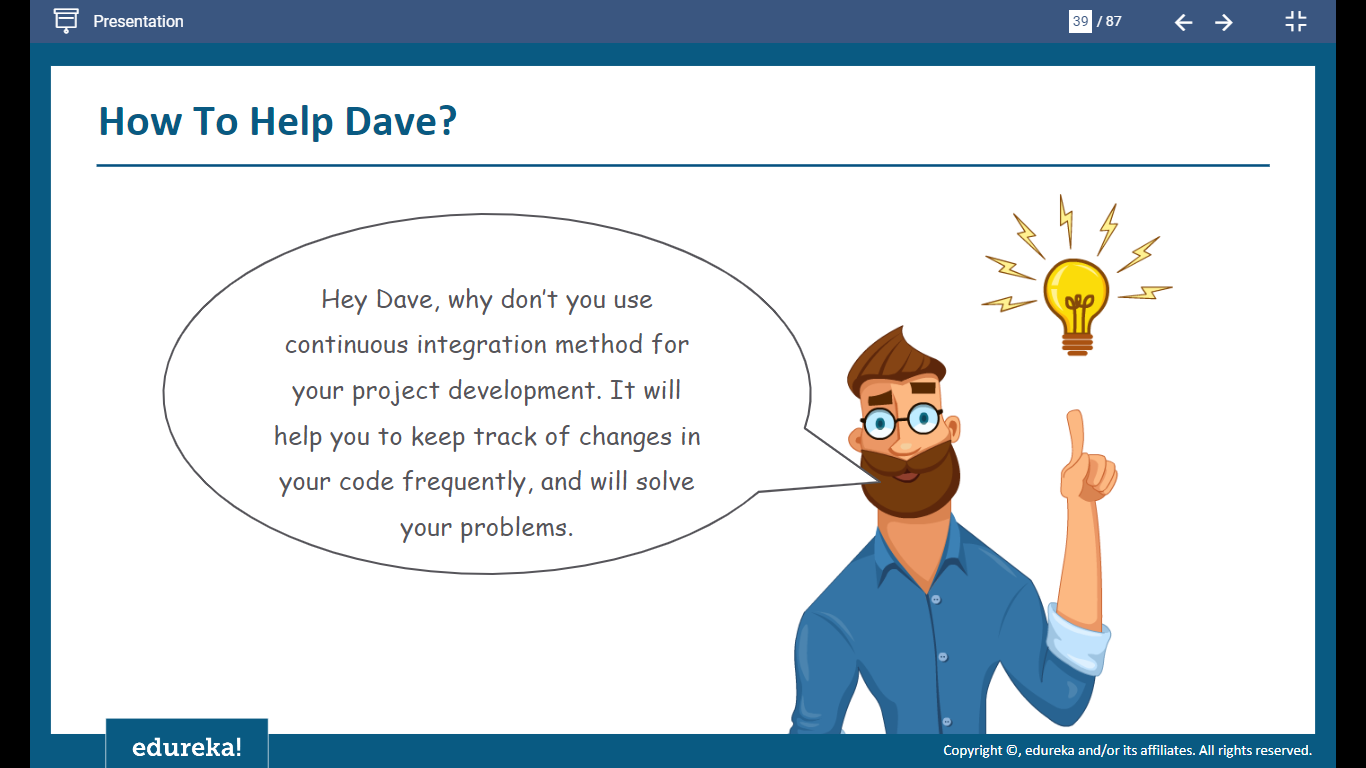 Presentation
39 / 87
How To Help Dave?
Hey Dave, why don't you use
continuous integration method for
your project development. It will
help you to keep track of changes in
your code frequently, and will solve
your problems.
edureka!
Copyright ©, edureka and/or its affiliates. All rights reserved.